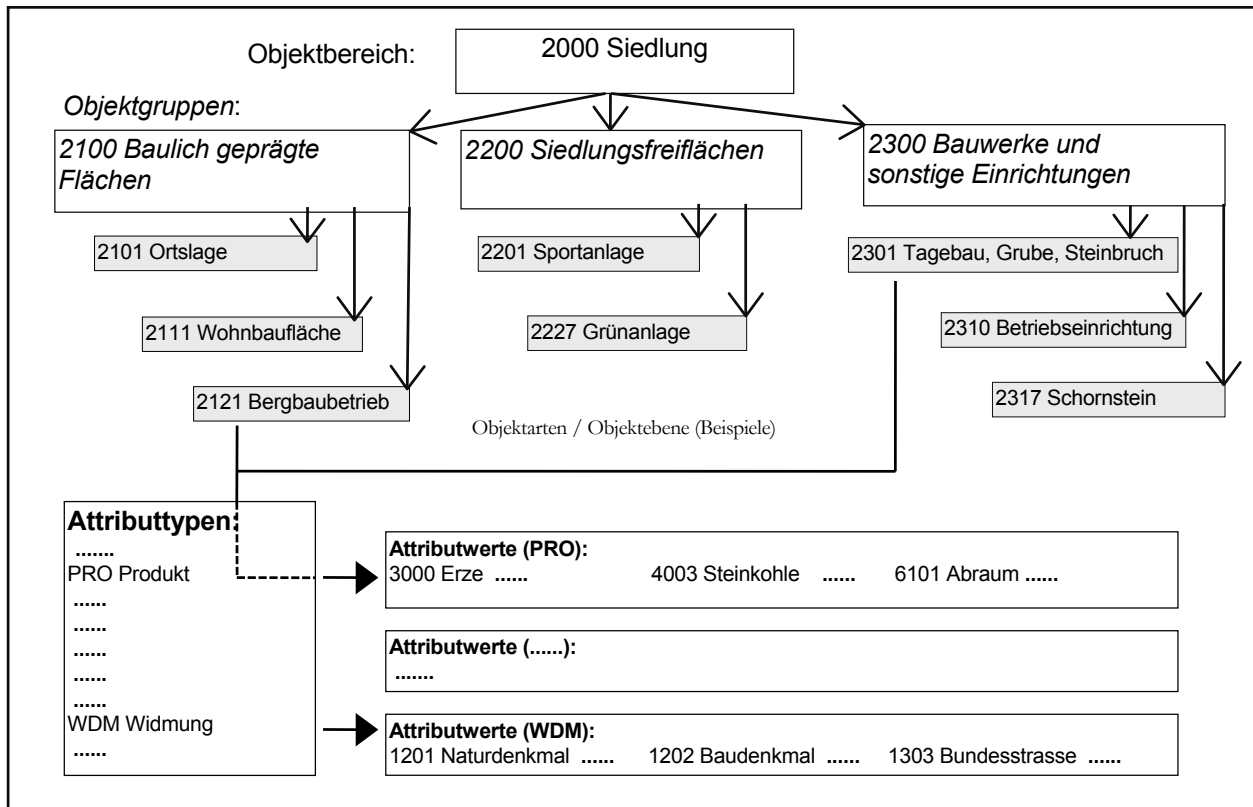 Objektbereich:
2000 Siedlung
Objektgruppen:
2100 Baulich geprägte
Flächen
2200 Siedlungsfreiflächen
2300 Bauwerke und
sonstige Einrichtungen
2101 Ortslage
2201 Sportanlage
2301 Tagebau, Grube, Steinbruch
2111 Wohnbaufläche
2227 Grünanlage
2310 Betriebseinrichtung
2121 Bergbaubetrieb
2317 Schornstein
Objektarten / Objektebene (Beispiele)
Attributtypen:
.......
PRO Produkt
......
......
......
......
......
WDM Widmung
......
Attributwerte (PRO):
3000 Erze ...... 4003 Steinkohle ...... 6101 Abraum ......
Attributwerte (......):
.......
Attributwerte (WDM):
1201 Naturdenkmal ...... 1202 Baudenkmal ...... 1303 Bundesstrasse ......